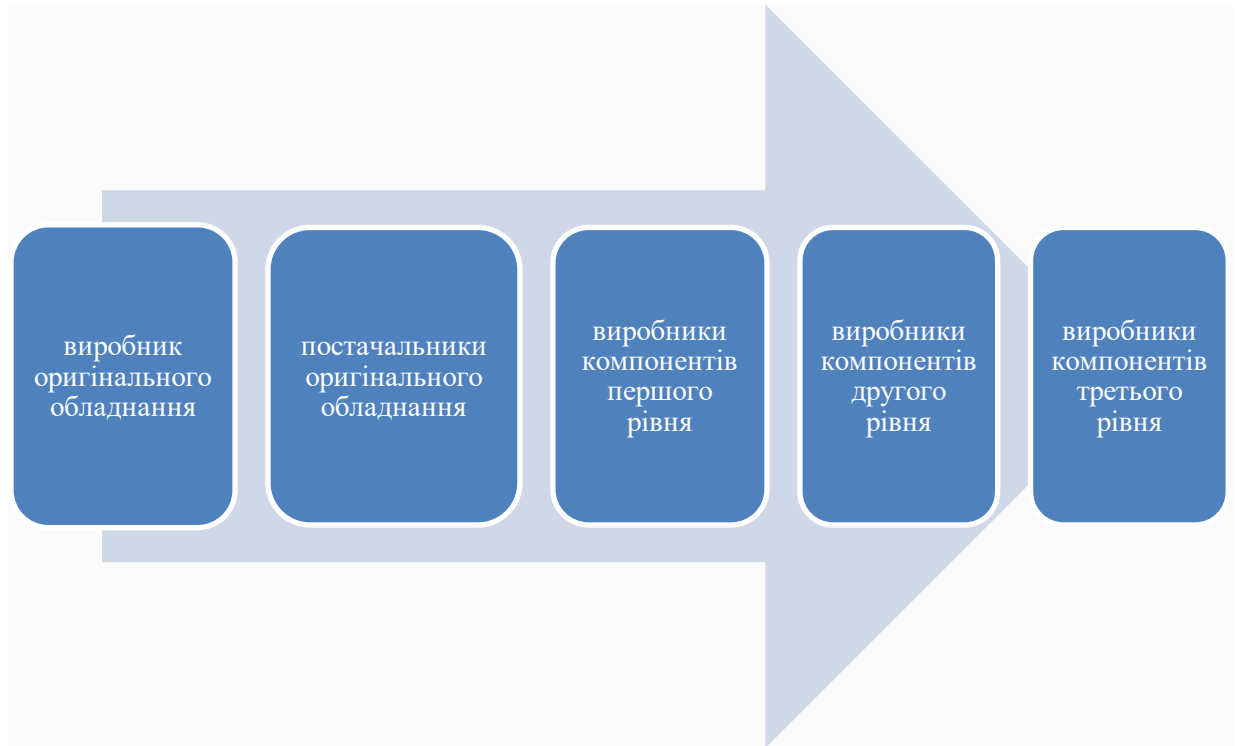 виробник
оригінального
обладнання
постачальники
оригінального
обладнання
виробники
компонентів
першого
рівня
виробники
компонентів
другого
рівня
виробники
компонентів
третього
рівня